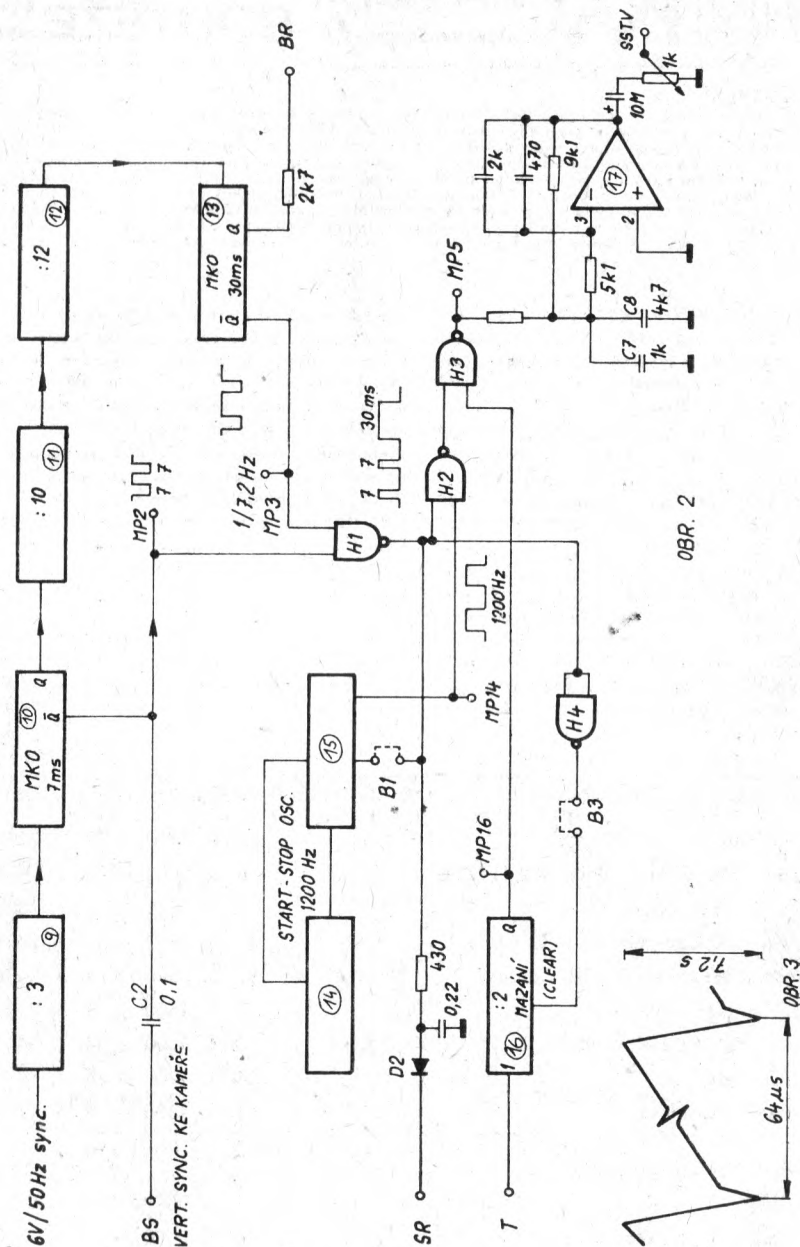 6V/50Hz sync.
: 3
9
MKO
7ms
10
Q
Q̄
: 10
11
:12
12
MKO
30ms
13
Q̄
Q
2k7
BR
BS
VERT. SYNC. KE KAMEŘE
C2
0,1
MP2
7 7
1/7.2 Hz
MP3
H1
START-STOP OSC.
1200 Hz
14
15
B1
7 7 30ms
H2
H3
MP5
1200Hz
MP14
SR
D2
0,22
430
T
1
16
:2
MAZÁNÍ
Q
(CLEAR)
MP16
B3
H4
2k
470
9k1
5k1
C7
1k
C8
4k7
3
2
–
+
17
+
10M
1k
SSTV
OBR. 2
7,2 s
64µs
OBR.3